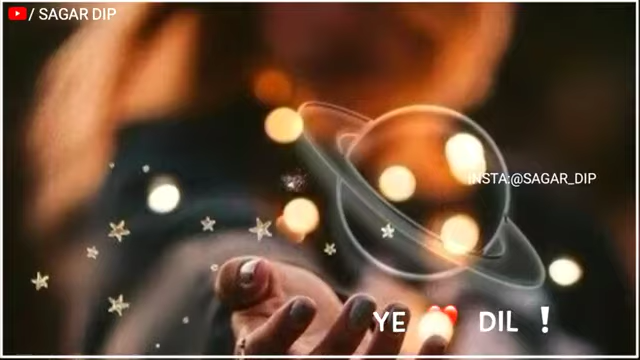 / SAGAR DIP
INSTA:@SAGAR_DIP
YE ❤️ DIL !